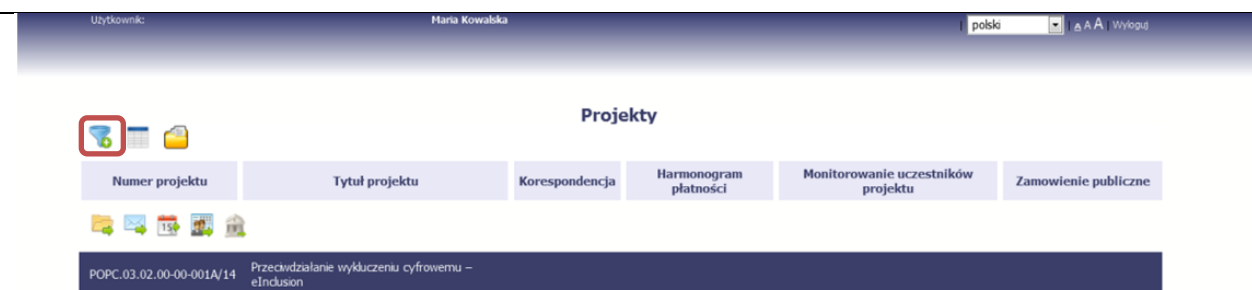 Użytkownik: Maria Kowalska | polski | A A A | Wyloguj
Projekty
Numer projektu Tytuł projektu Korespondencja Harmonogram płatności Monitorowanie uczestników projektu Zamowienie publiczne
15
POPC.03.02.00-00-001A/14 Przeciwdziałanie wykluczeniu cyfrowemu –
eInclusion